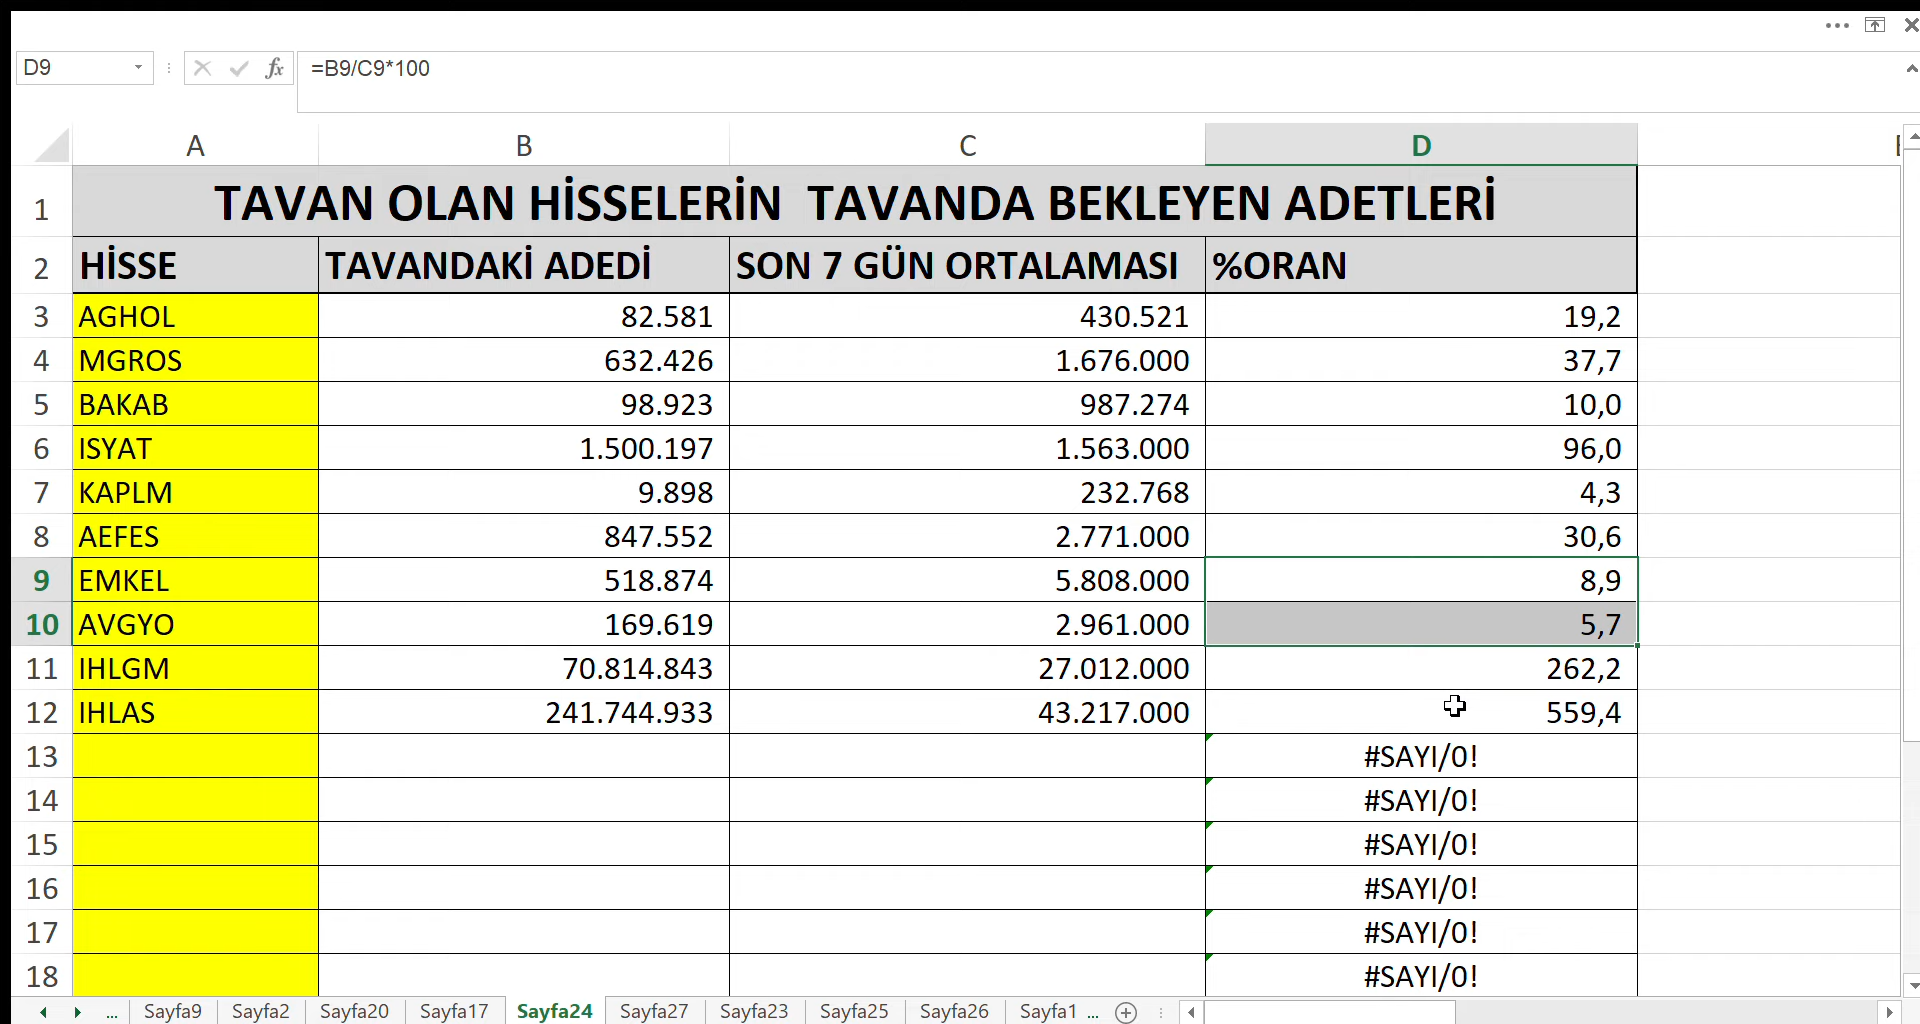 D9 fx =B9/C9*100
A B C D
1 TAVAN OLAN HİSSELERİN TAVANDA BEKLEYEN ADETLERİ
2 HİSSE TAVANDAKİ ADEDİ SON 7 GÜN ORTALAMASI %ORAN
3 AGHOL 82.581 430.521 19,2
4 MGROS 632.426 1.676.000 37,7
5 BAKAB 98.923 987.274 10,0
6 ISYAT 1.500.197 1.563.000 96,0
7 KAPLM 9.898 232.768 4,3
8 AEFES 847.552 2.771.000 30,6
9 EMKEL 518.874 5.808.000 8,9
10 AVGYO 169.619 2.961.000 5,7
11 IHLGM 70.814.843 27.012.000 262,2
12 IHLAS 241.744.933 43.217.000 559,4
13 #SAYI/0!
14 #SAYI/0!
15 #SAYI/0!
16 #SAYI/0!
17 #SAYI/0!
18 #SAYI/0!
... Sayfa9 Sayfa2 Sayfa20 Sayfa17 Sayfa24 Sayfa27 Sayfa23 Sayfa25 Sayfa26 Sayfa1 ...